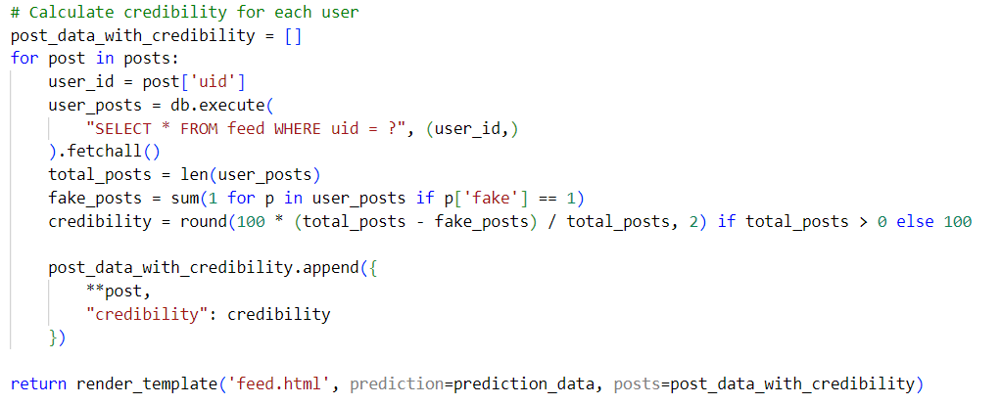 # Calculate credibility for each user
post_data_with_credibility = []
for post in posts:
    user_id = post['uid']
    user_posts = db.execute(
        "SELECT * FROM feed WHERE uid = ?", (user_id,)
    ).fetchall()
    total_posts = len(user_posts)
    fake_posts = sum(1 for p in user_posts if p['fake'] == 1)
    credibility = round(100 * (total_posts - fake_posts) / total_posts, 2) if total_posts > 0 else 100

    post_data_with_credibility.append({
        **post,
        "credibility": credibility
    })

return render_template('feed.html', prediction=prediction_data, posts=post_data_with_credibility)